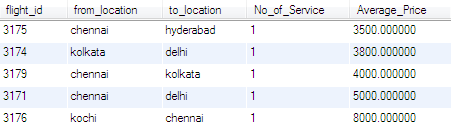 flight_id from_location to_location No_of_Service Average_Price
3175 chennai hyderabad 1 3500.000000
3174 kolkata delhi 1 3800.000000
3179 chennai kolkata 1 4000.000000
3171 chennai delhi 1 5000.000000
3176 kochi chennai 1 8000.000000